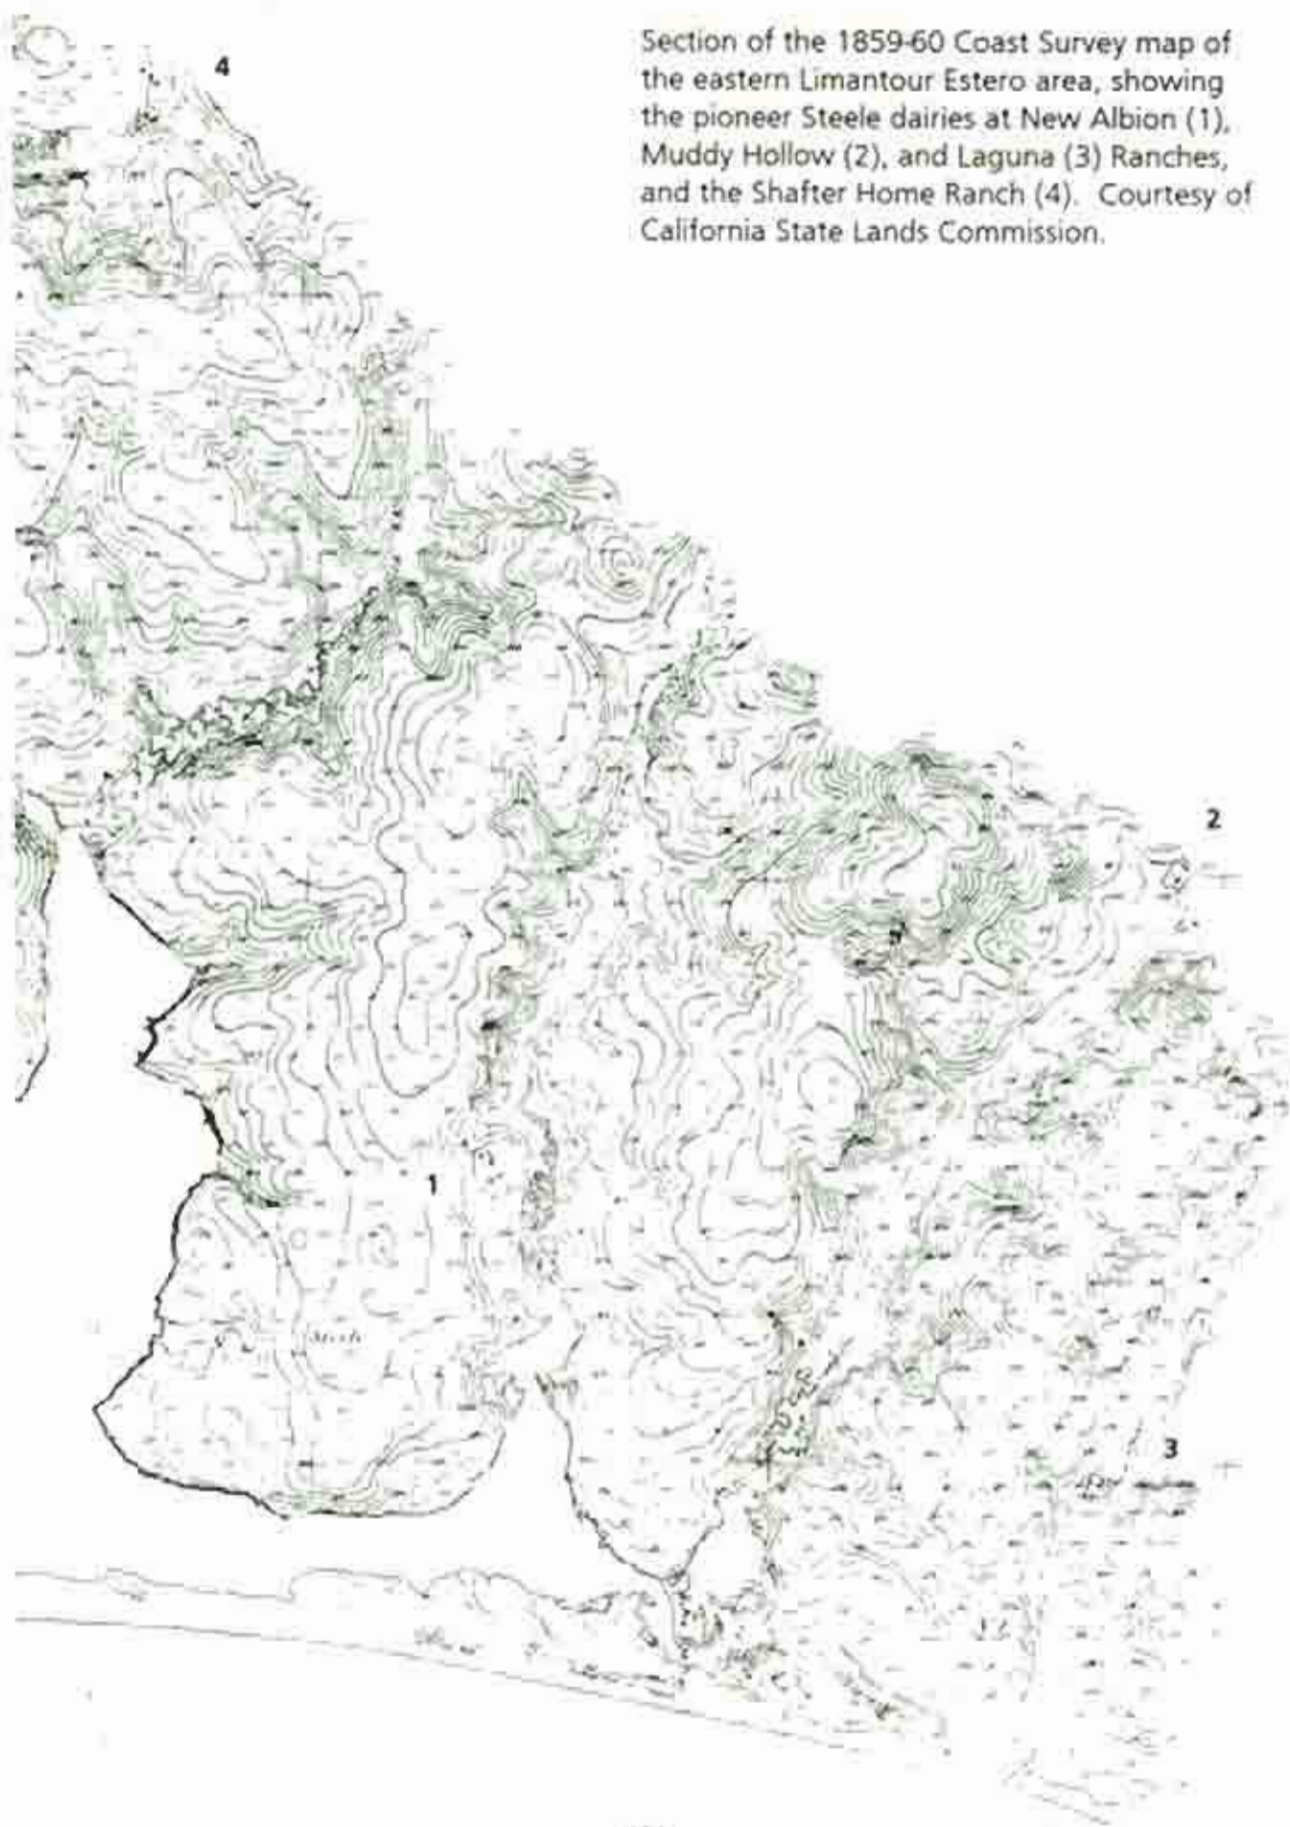 Section of the 1859-60 Coast Survey map of
the eastern Limantour Estero area, showing
the pioneer Steele dairies at New Albion (1),
Muddy Hollow (2), and Laguna (3) Ranches,
and the Shafter Home Ranch (4). Courtesy of
California State Lands Commission.
4
2
1
Steele
3